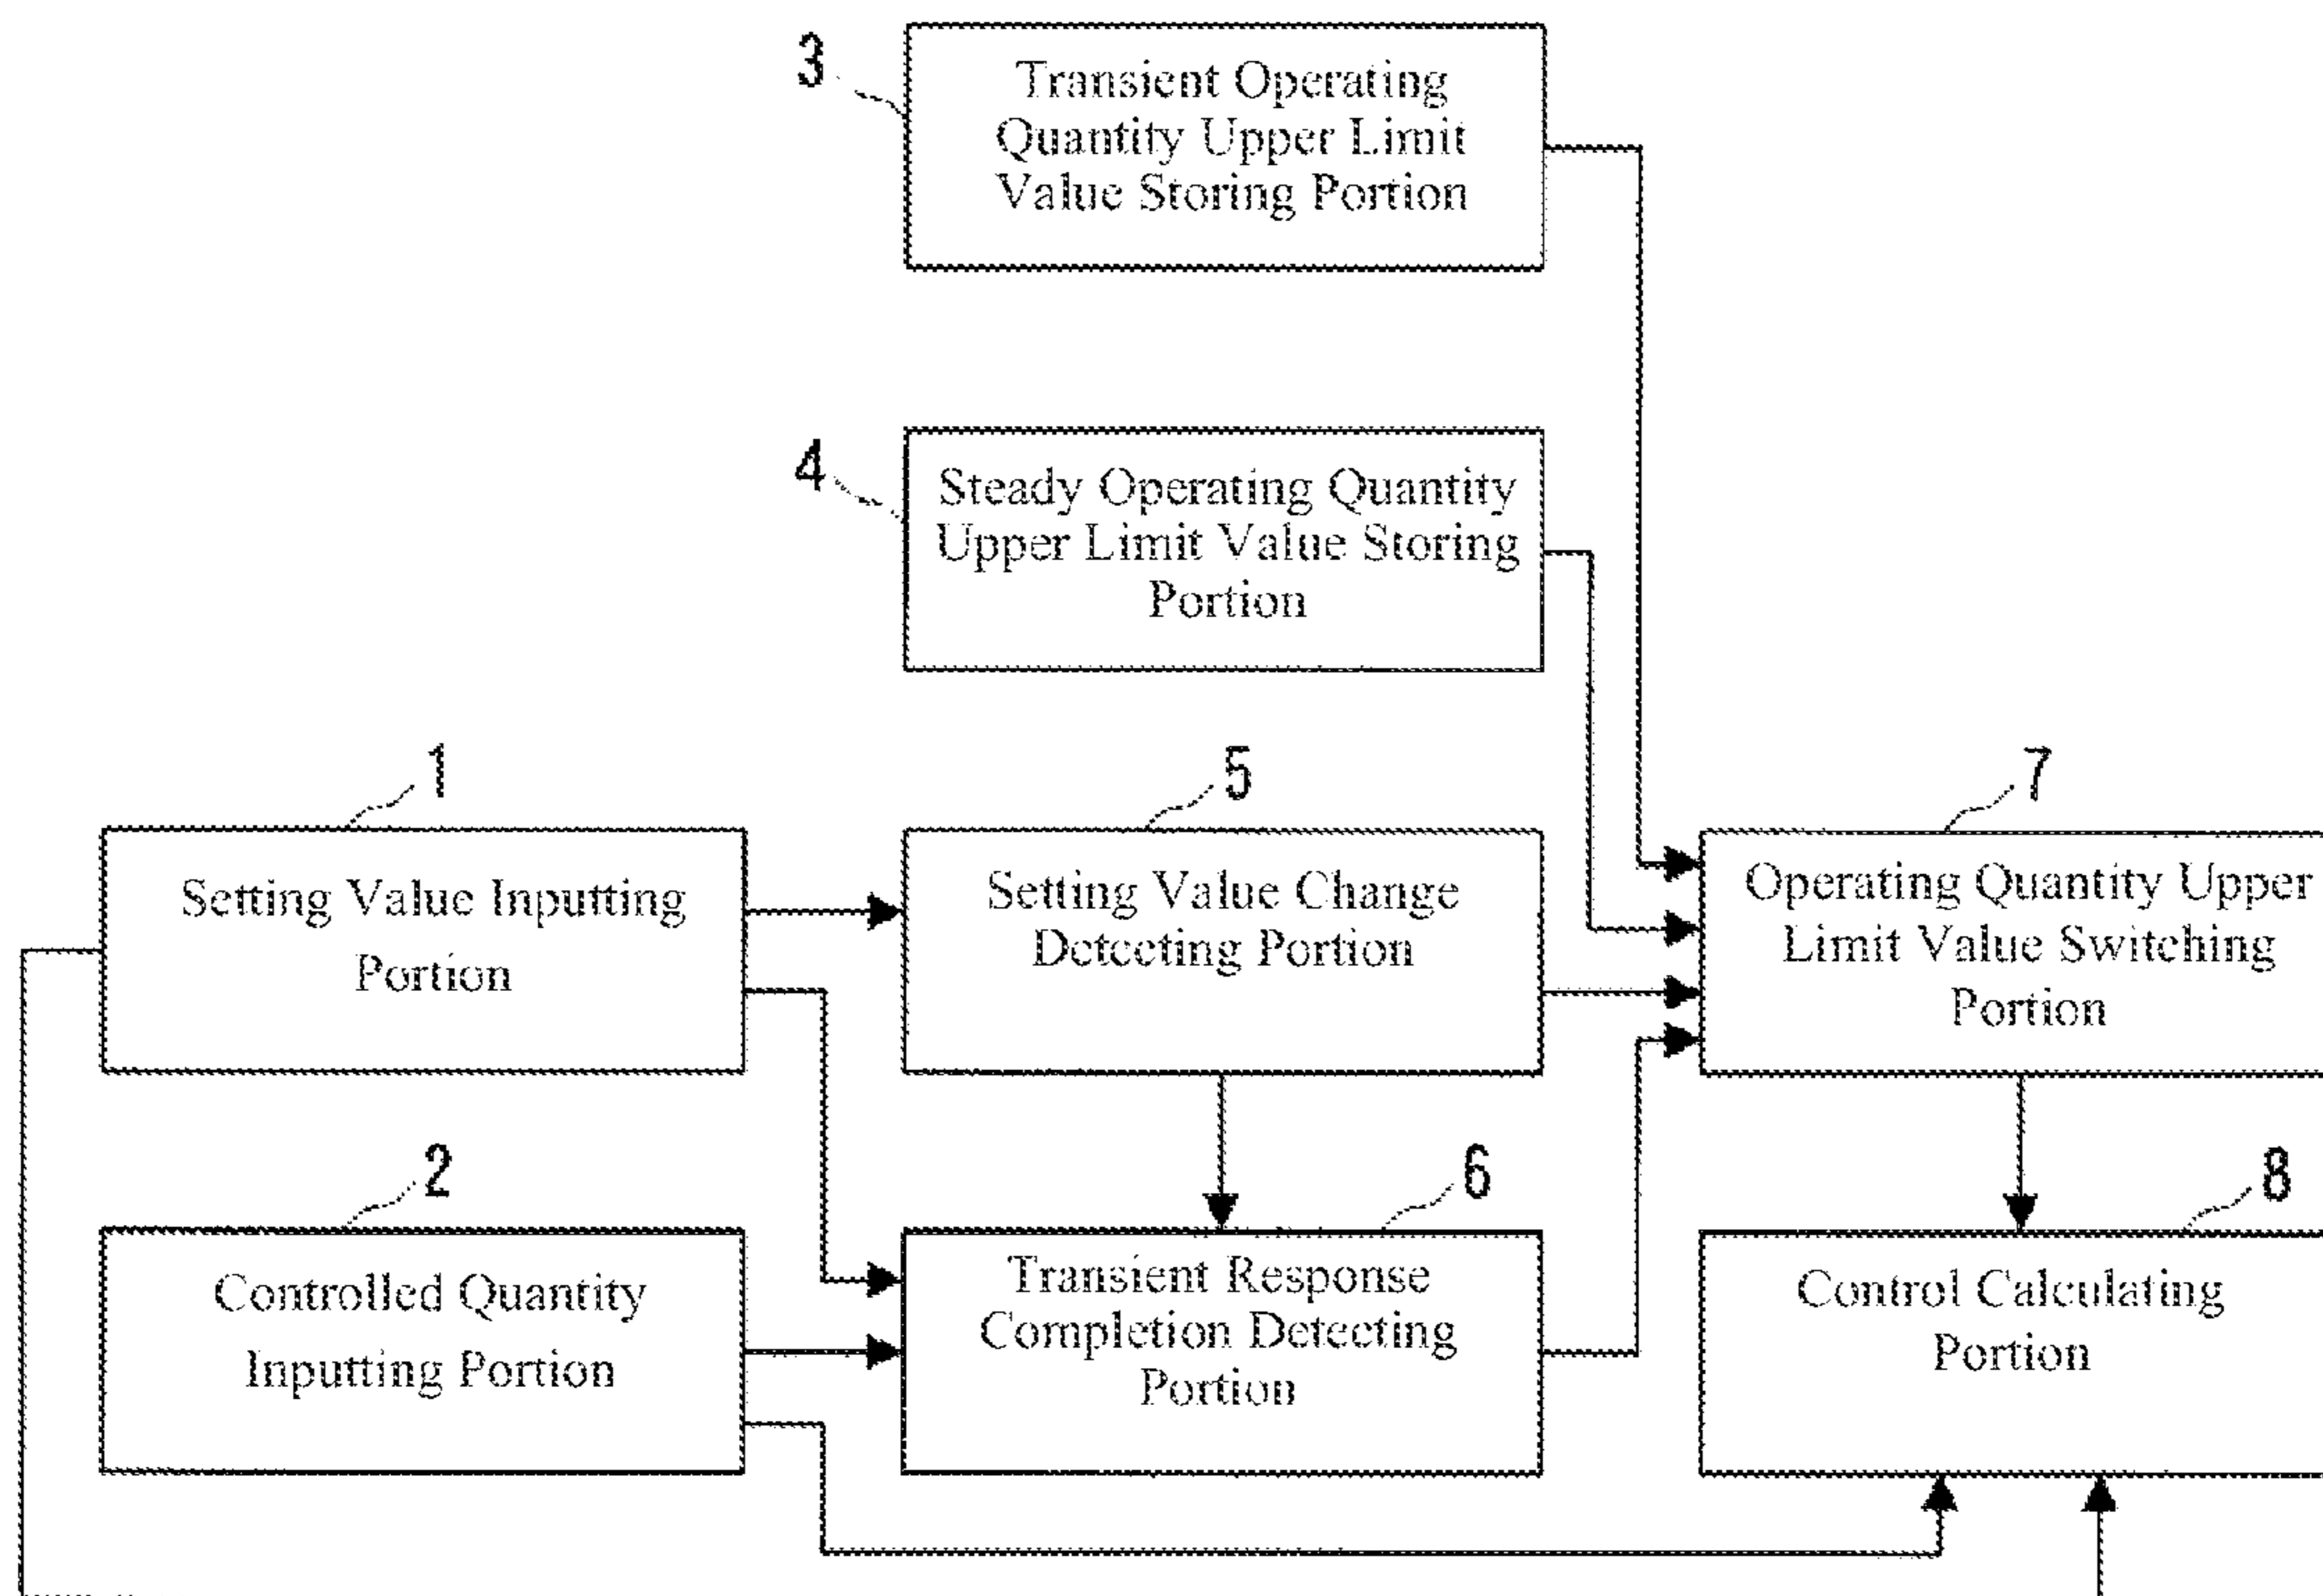 3
Transient Operating
Quantity Upper Limit
Value Storing Portion
4
Steady Operating Quantity
Upper Limit Value Storing
Portion
1
Setting Value Inputting
Portion
5
Setting Value Change
Detecting Portion
7
Operating Quantity Upper
Limit Value Switching
Portion
2
Controlled Quantity
Inputting Portion
6
Transient Response
Completion Detecting
Portion
8
Control Calculating
Portion